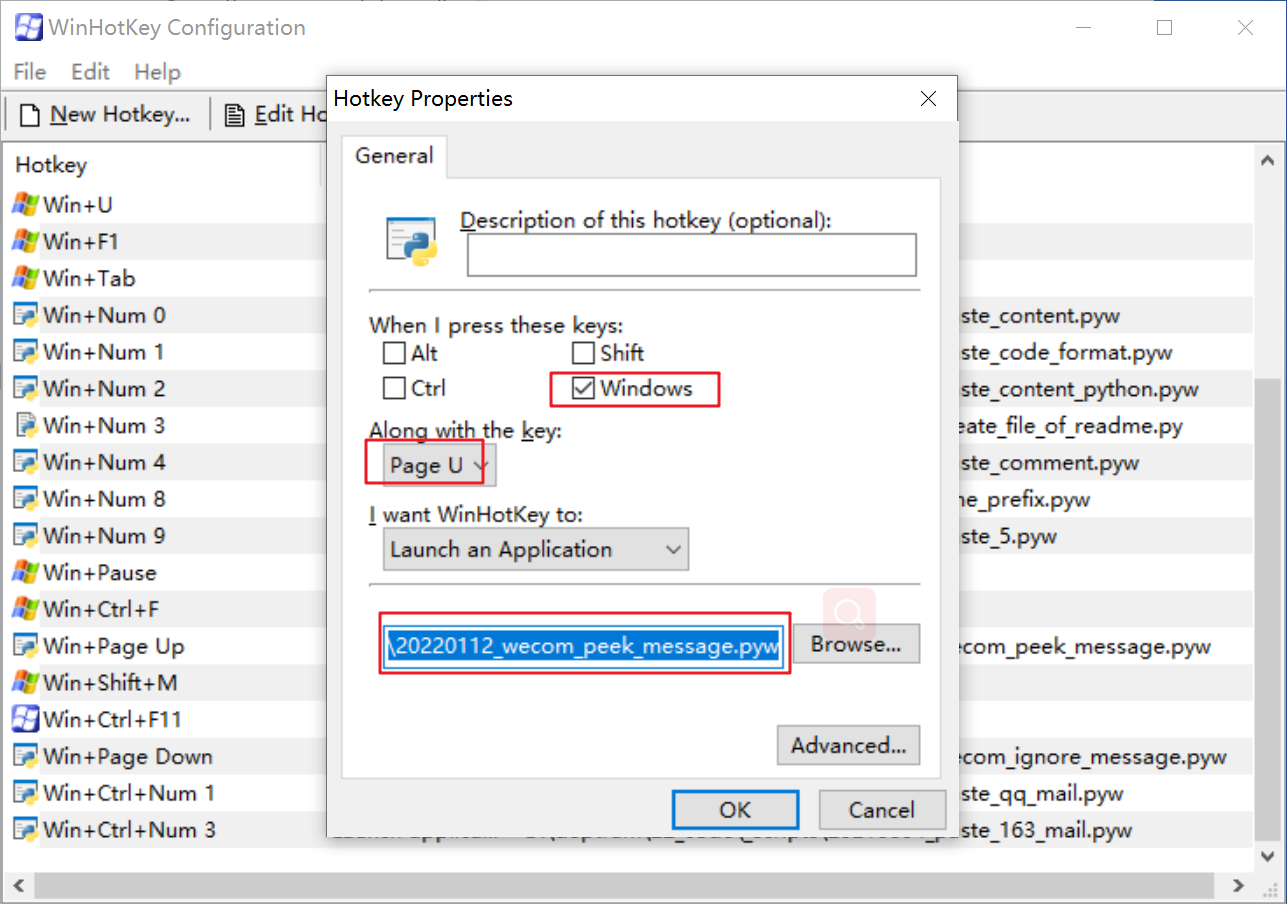 WinHotKey Configuration
File Edit Help
New Hotkey... Edit Ho
Hotkey
Win+U
Win+F1
Win+Tab
Win+Num 0
Win+Num 1
Win+Num 2
Win+Num 3
Win+Num 4
Win+Num 8
Win+Num 9
Win+Pause
Win+Ctrl+F
Win+Page Up
Win+Shift+M
Win+Ctrl+F11
Win+Page Down
Win+Ctrl+Num 1
Win+Ctrl+Num 3
Hotkey Properties
General
Description of this hotkey (optional):
When I press these keys:
Alt Shift
Ctrl Windows
Along with the key:
Page U
I want WinHotKey to:
Launch an Application
\20220112_wecom_peek_message.pyw
Browse...
Advanced...
OK Cancel
ste_content.pyw
ste_code_format.pyw
ste_content_python.pyw
eate_file_of_readme.py
ste_comment.pyw
ne_prefix.pyw
ste_5.pyw
ecom_peek_message.pyw
ecom_ignore_message.pyw
ste_qq_mail.pyw
ste_163_mail.pyw